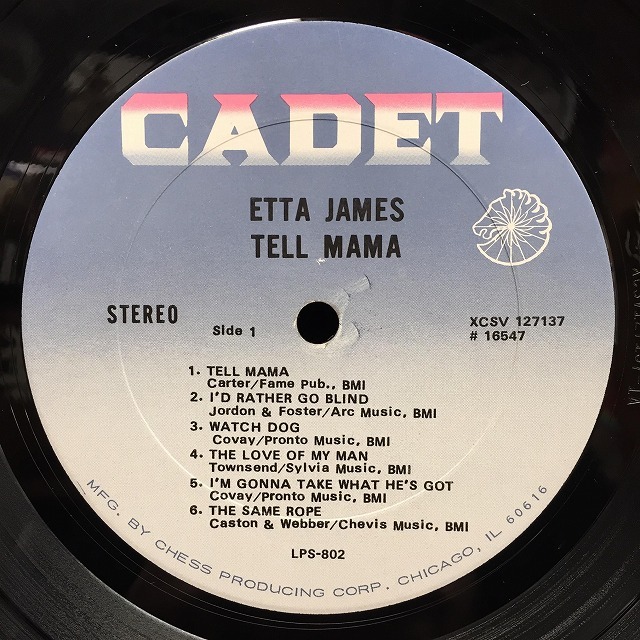 CADET
ETTA JAMES
TELL MAMA
STEREO
Side 1
XCSV 127137
# 16547
1. TELL MAMA
Carter/Fame Pub., BMI
2. I'D RATHER GO BLIND
Jordon & Foster/Arc Music, BMI
3. WATCH DOG
Covay/Pronto Music, BMI
4. THE LOVE OF MY MAN
Townsend/Sylvia Music, BMI
5. I'M GONNA TAKE WHAT HE'S GOT
Covay/Pronto Music, BMI
6. THE SAME ROPE
Caston & Webber/Chevis Music, BMI
LPS-802
MFG. BY CHESS PRODUCING CORP. CHICAGO, IL 60616